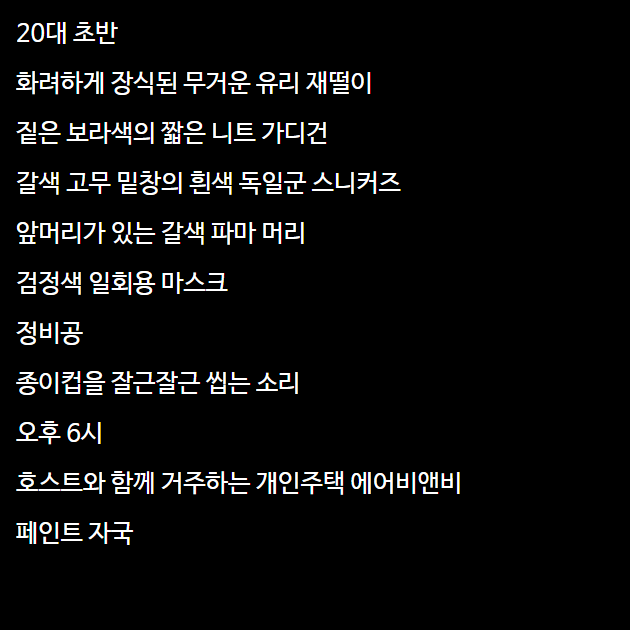 20대 초반
화려하게 장식된 무거운 유리 재떨이
짙은 보라색의 짧은 니트 가디건
갈색 고무 밑창의 흰색 독일군 스니커즈
앞머리가 있는 갈색 파마 머리
검정색 일회용 마스크
정비공
종이컵을 잘근잘근 씹는 소리
오후 6시
호스트와 함께 거주하는 개인주택 에어비앤비
페인트 자국